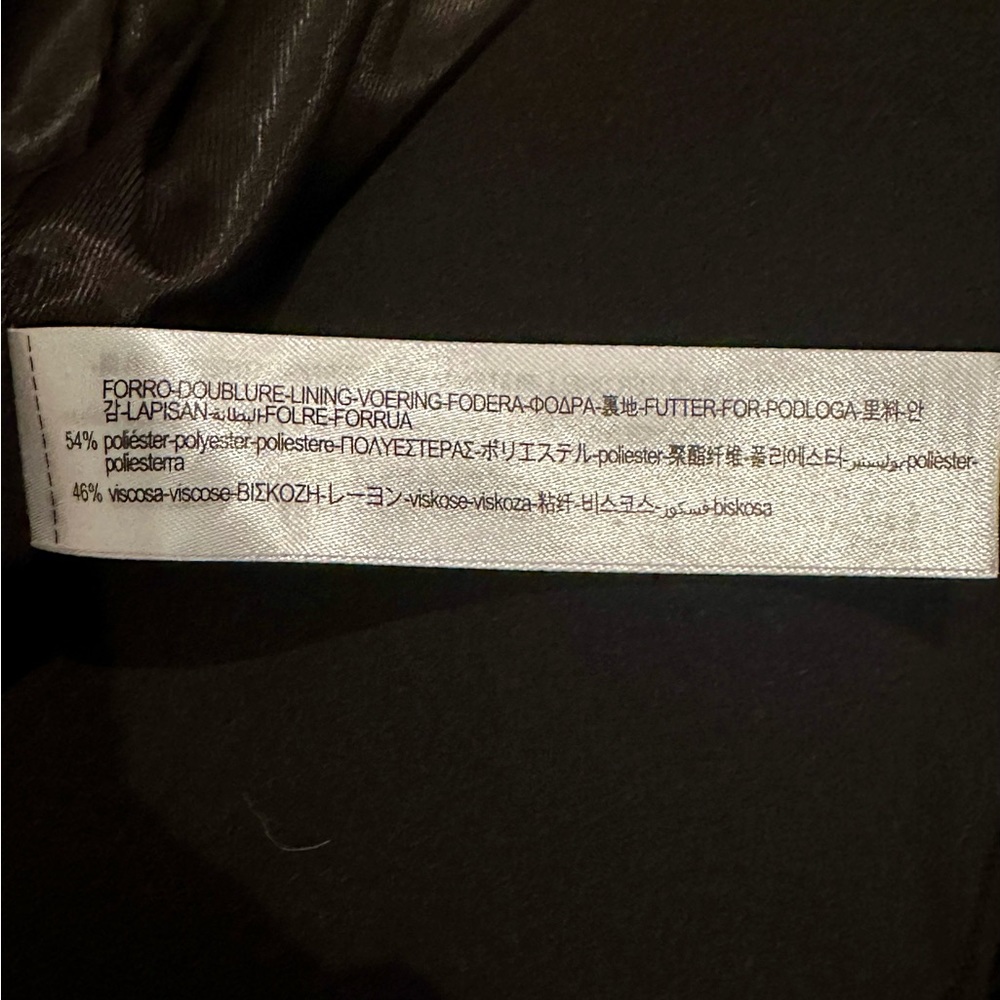 FORRO-DOUBLURE-LINING-VOERING-FODERA-ΦΟΔΡΑ-裏地-FUTTER-FOR-PODLOGA-里料-안
감-LAPISAN-البطانة-FOLRE-FORRUA
54% poliéster-polyester-poliestere-ΠΟΛΥΕΣΤΕΡΑΣ-ポリエステル-poliester-聚酯纤维-폴리에스터-بوليستر-polièster-
poliesterra
46% viscosa-viscose-ΒΙΣΚΟΖΗ-レーヨン-viskose-viskoza-粘纤-비스코스-فسكوز-biskosa